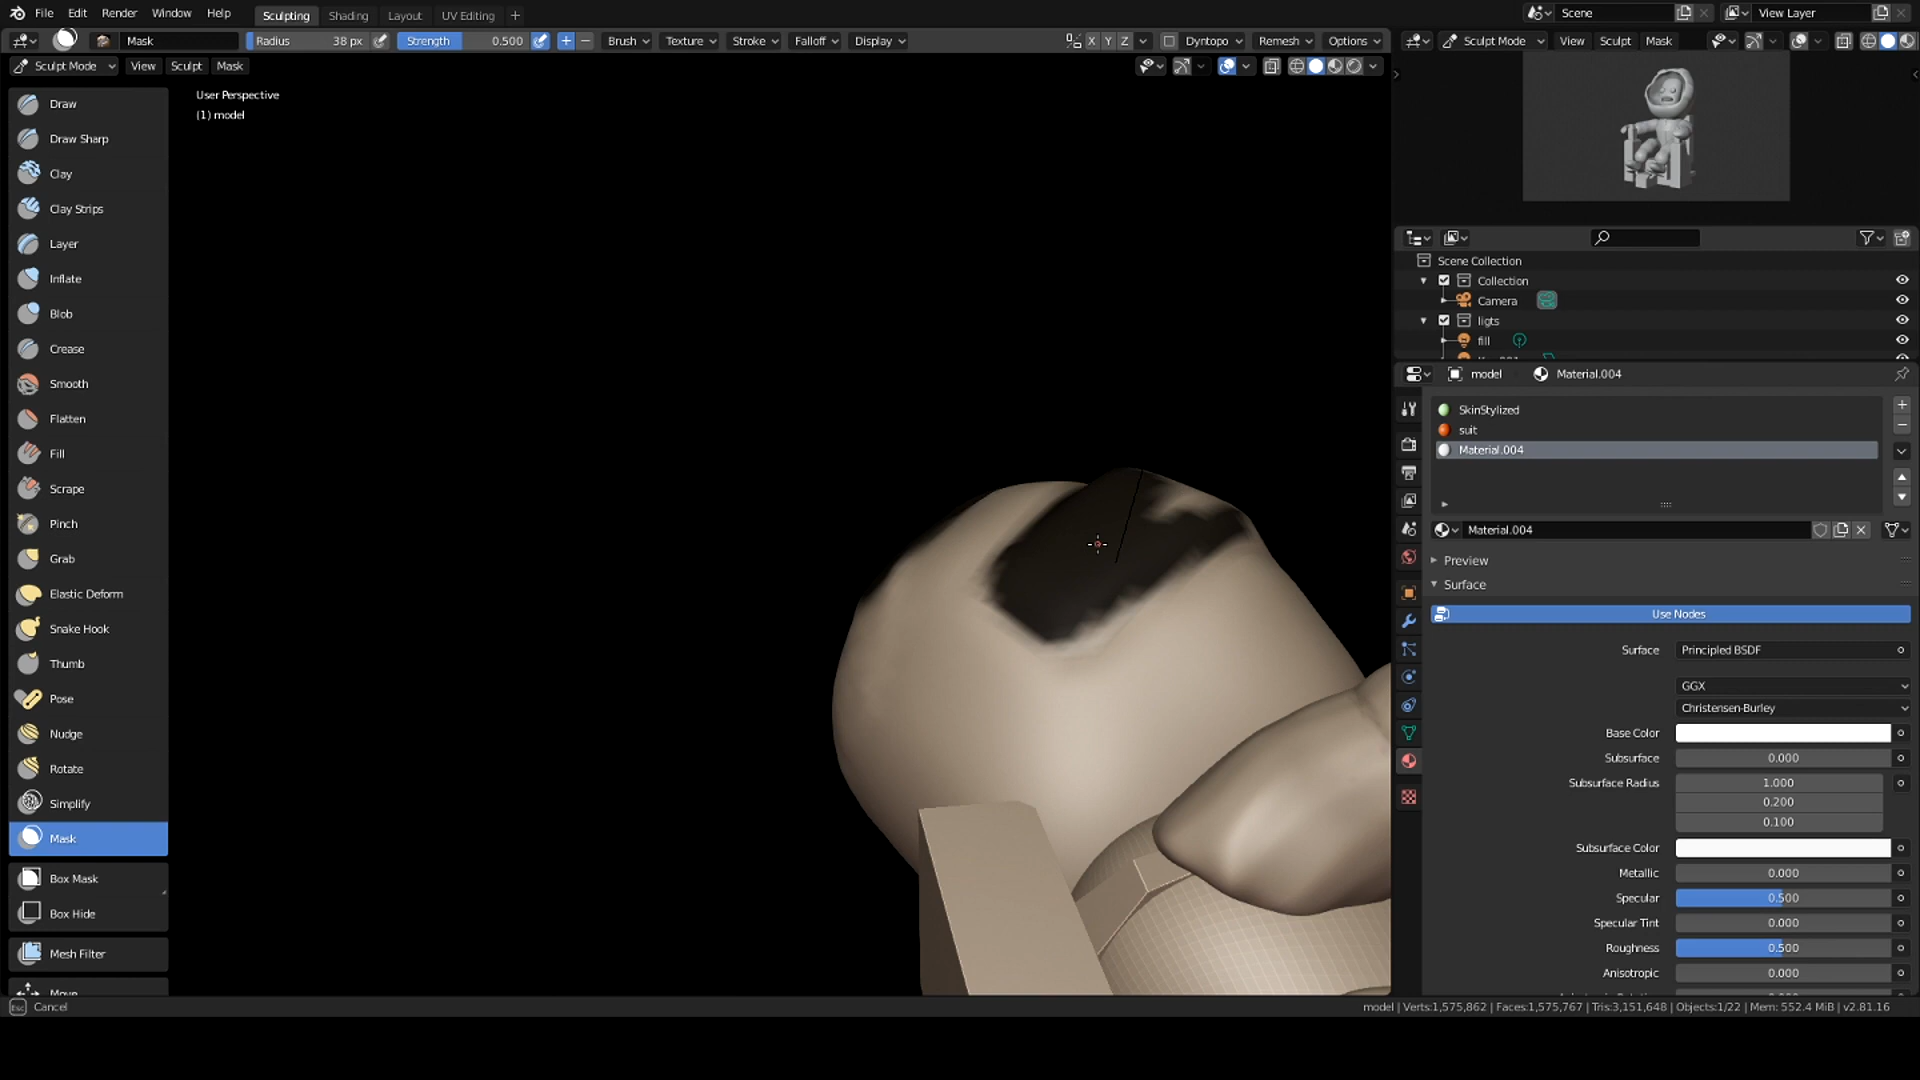 File Edit Render Window Help Sculpting Shading Layout UV Editing + Scene View Layer
Mask Radius 38 px Strength 0.500 Brush Texture Stroke Falloff Display X Y Z Dyntopo Remesh Options Sculpt Mode View Sculpt Mask
Sculpt Mode View Sculpt Mask
User Perspective
(1) model
Draw
Draw Sharp
Clay
Clay Strips
Layer
Inflate
Blob
Crease
Smooth
Flatten
Fill
Scrape
Pinch
Grab
Elastic Deform
Snake Hook
Thumb
Pose
Nudge
Rotate
Simplify
Mask
Box Mask
Box Hide
Mesh Filter
Move
Scene Collection
Collection
Camera
ligts
fill
model Material.004
SkinStylized
suit
Material.004
Material.004
Preview
Surface
Use Nodes
Surface Principled BSDF
GGX
Christensen-Burley
Base Color
Subsurface 0.000
Subsurface Radius 1.000
0.200
0.100
Subsurface Color
Metallic 0.000
Specular 0.500
Specular Tint 0.000
Roughness 0.500
Anisotropic 0.000
Esc Cancel
model | Verts:1,575,862 | Faces:1,575,767 | Tris:3,151,648 | Objects:1/22 | Mem: 552.4 MiB | v2.81.16